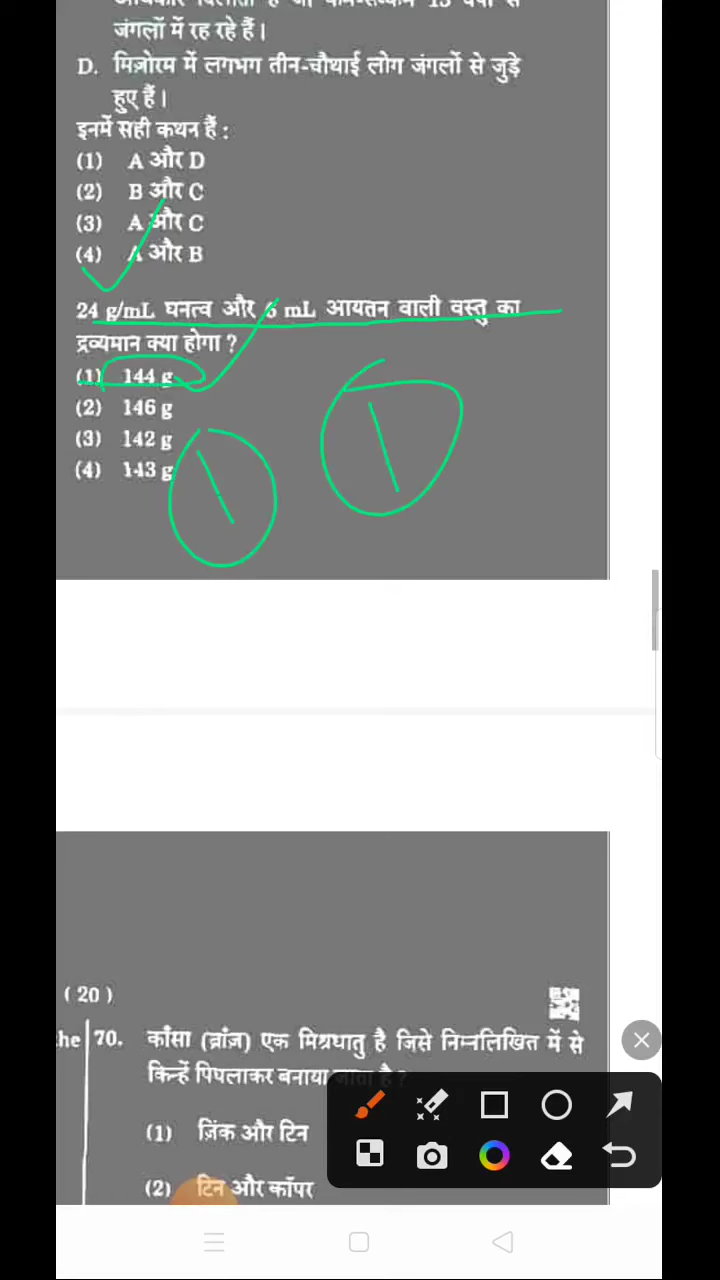 जंगलों में रह रहे हैं।
D. मिज़ोरम में लगभग तीन-चौथाई लोग जंगलों से जुड़े
हुए हैं।
इनमें सही कथन हैं :
(1) A और D
(2) B और C
(3) A और C
(4) A और B
24 g/mL घनत्व और 6 mL आयतन वाली वस्तु का
द्रव्यमान क्या होगा ?
(1) 144 g
(2) 146 g
(3) 142 g
(4) 143 g
( 20 )
he 70. काँसा (ब्रॉंज़) एक मिश्रधातु है जिसे निम्नलिखित में से
किन्हें पिघलाकर बनाया जाता है ?
(1) ज़िंक और टिन
(2) टिन और कॉपर